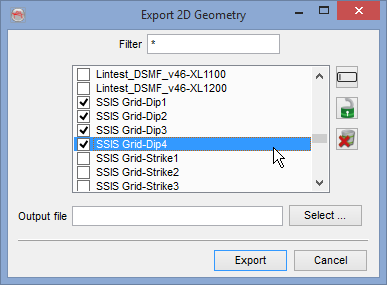 Export 2D Geometry
Filter *
Lintest_DSMF_v46-XL1100
Lintest_DSMF_v46-XL1200
SSIS Grid-Dip1
SSIS Grid-Dip2
SSIS Grid-Dip3
SSIS Grid-Dip4
SSIS Grid-Strike1
SSIS Grid-Strike2
SSIS Grid-Strike3
Output file Select ...
Export Cancel